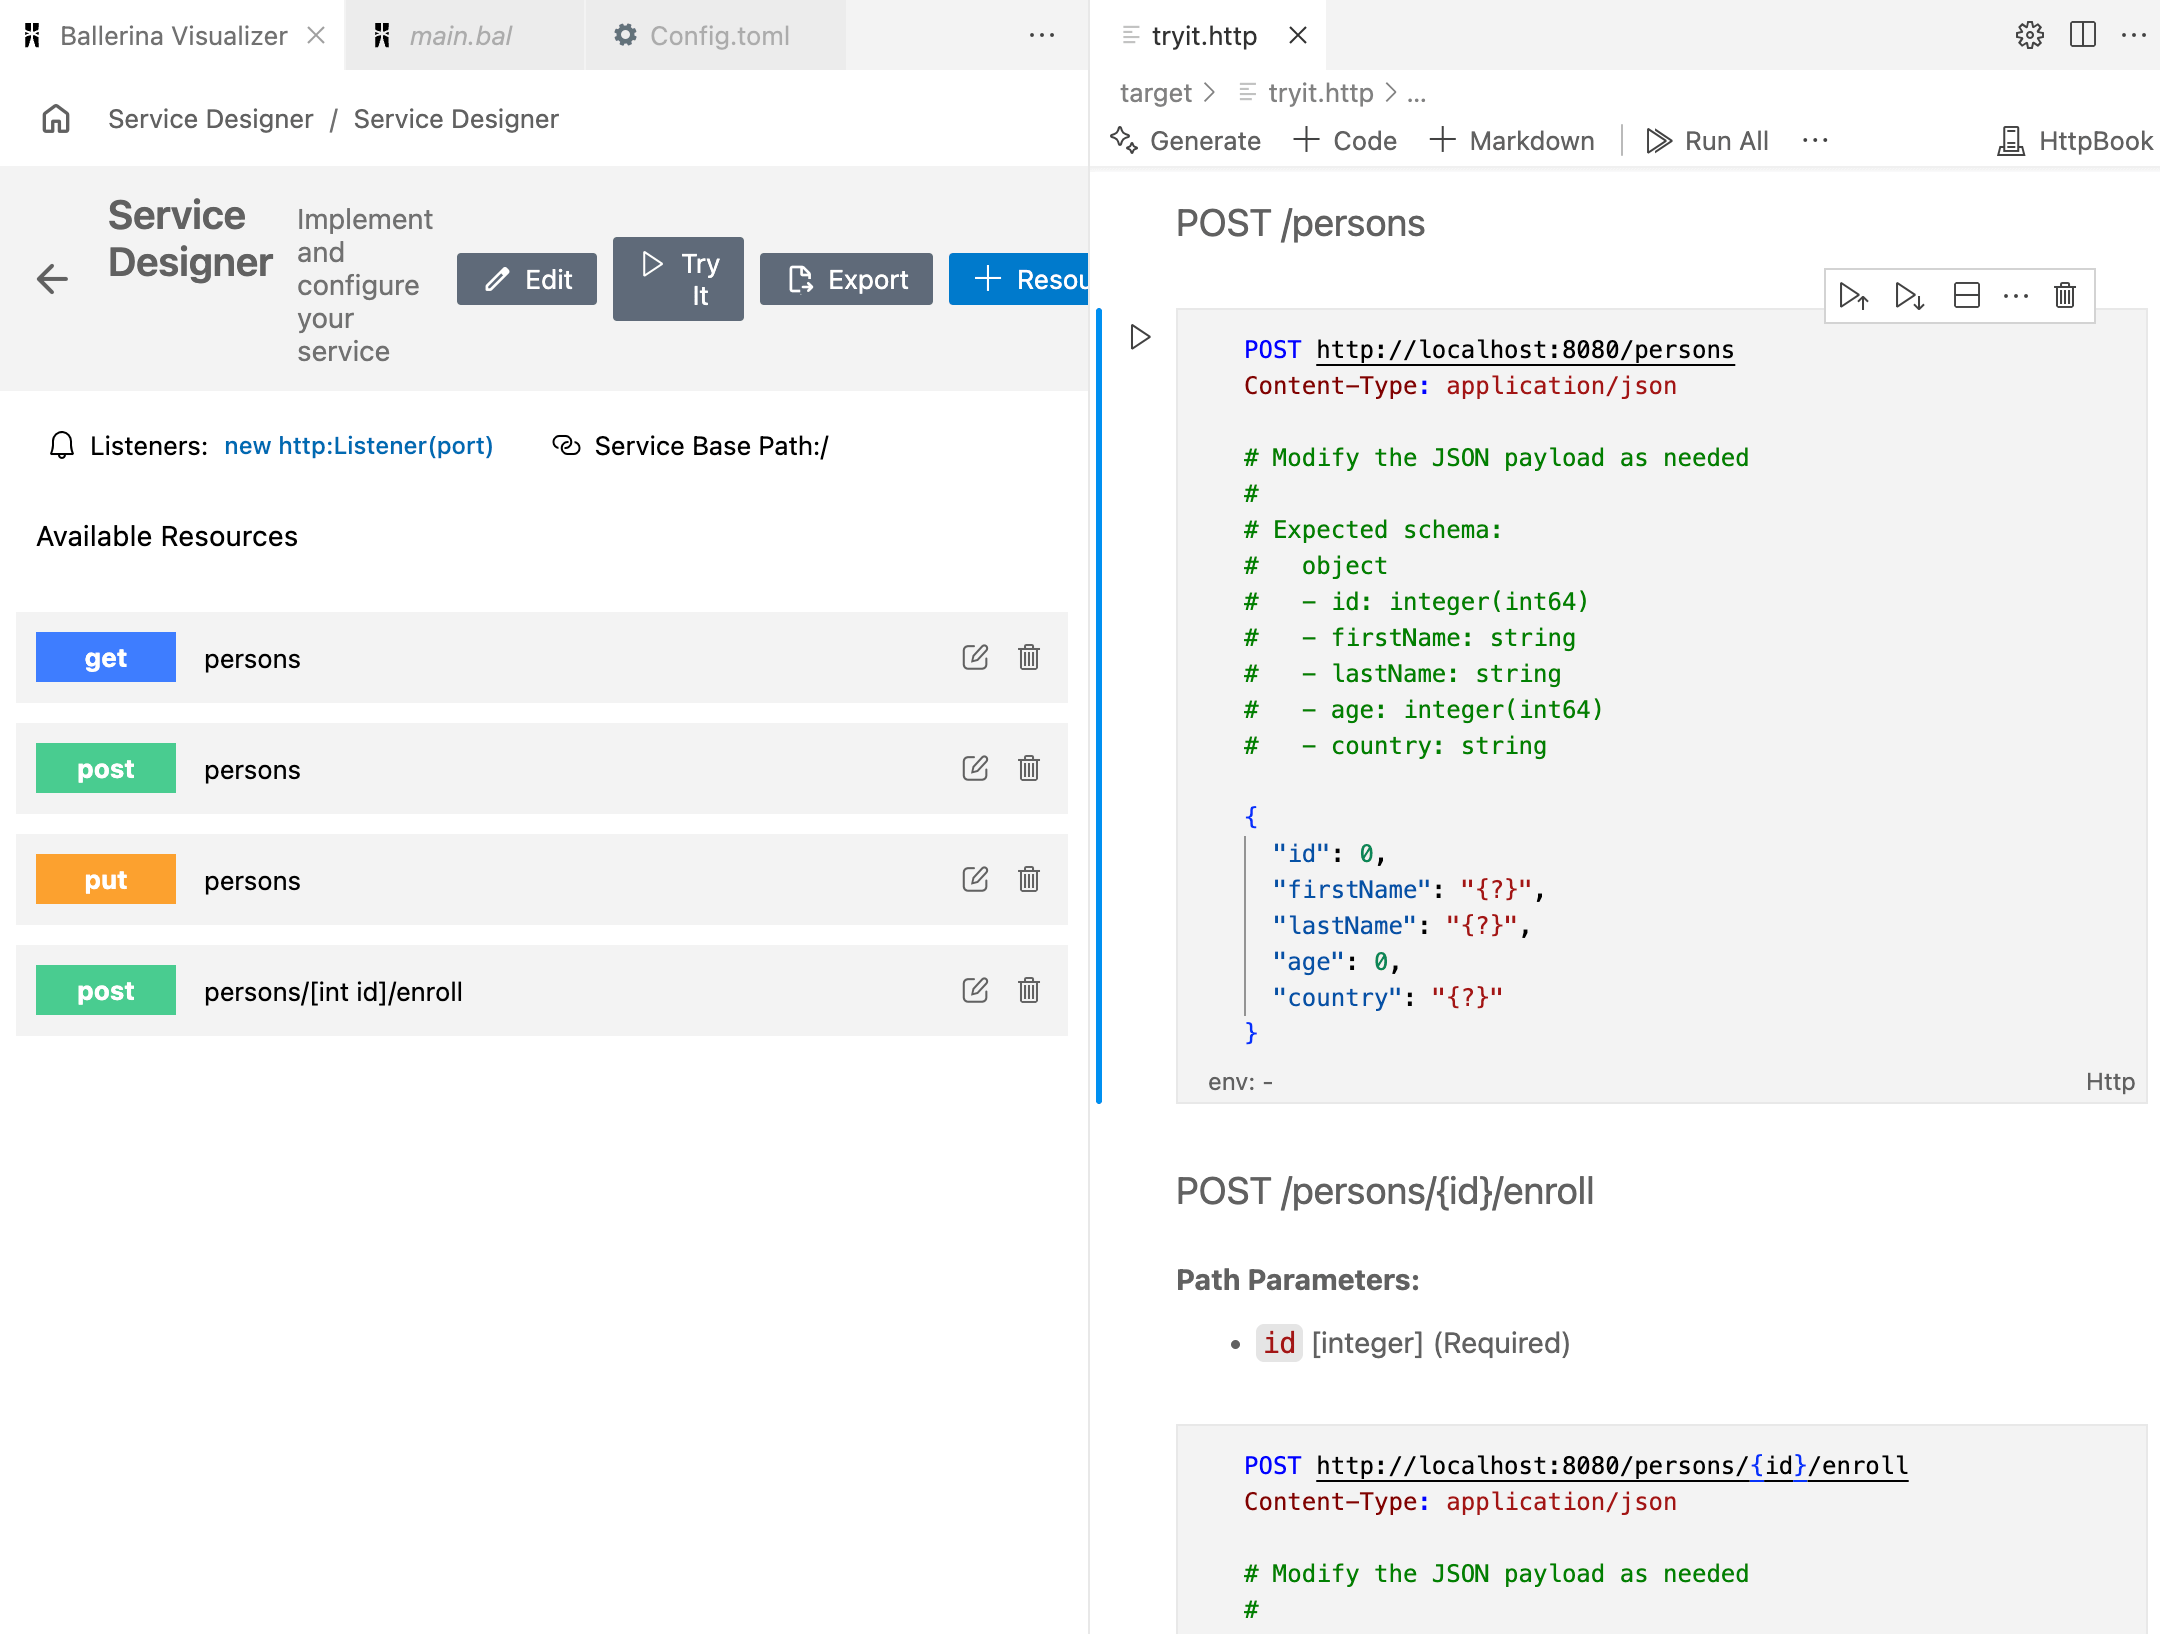 Ballerina Visualizer
main.bal
Config.toml
Service Designer / Service Designer
Service
Designer
Implement
and
configure
your
service
Edit
Try
It
Export
Resou
Listeners: new http:Listener(port)
Service Base Path:/
Available Resources
get persons
post persons
put persons
post persons/[int id]/enroll
tryit.http
target > tryit.http > ...
Generate
Code
Markdown
Run All
HttpBook
POST /persons
POST http://localhost:8080/persons
Content-Type: application/json
# Modify the JSON payload as needed
#
# Expected schema:
#   object
#   - id: integer(int64)
#   - firstName: string
#   - lastName: string
#   - age: integer(int64)
#   - country: string
{
  "id": 0,
  "firstName": "{?}",
  "lastName": "{?}",
  "age": 0,
  "country": "{?}"
}
env: -
Http
POST /persons/{id}/enroll
Path Parameters:
• id [integer] (Required)
POST http://localhost:8080/persons/{id}/enroll
Content-Type: application/json
# Modify the JSON payload as needed
#